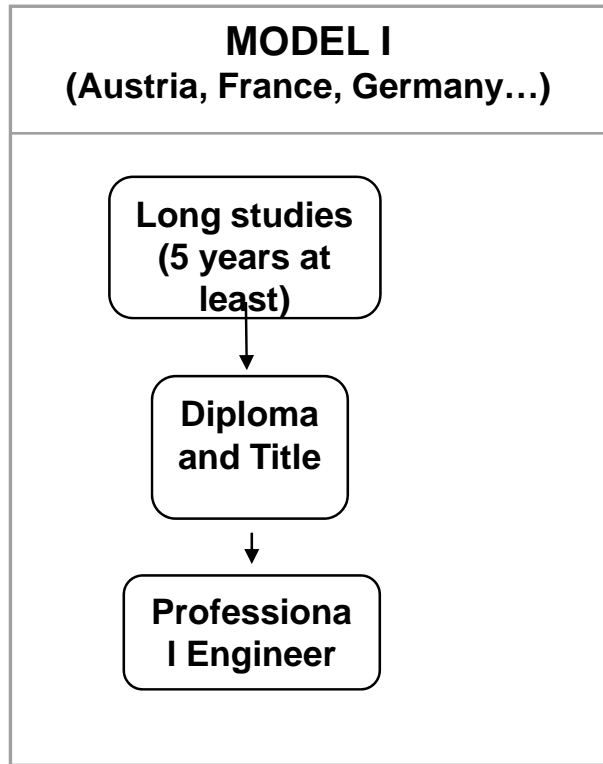 MODEL I
(Austria, France, Germany…)
Long studies
(5 years at
least)
Diploma
and Title
Professiona
l Engineer